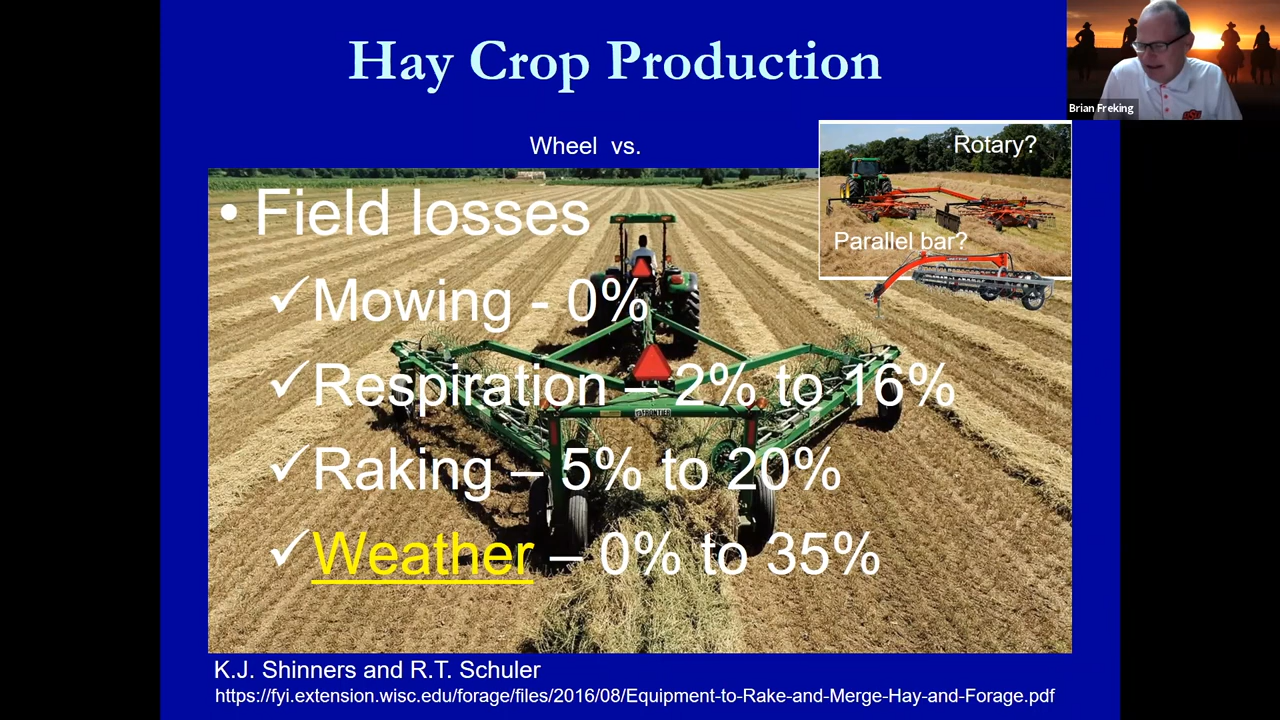 Hay Crop Production
Brian Freking
Wheel vs.
Rotary?
Parallel bar?
• Field losses
✓Mowing - 0%
✓Respiration – 2% to 16%
FRONTIER
✓Raking – 5% to 20%
✓Weather – 0% to 35%
K.J. Shinners and R.T. Schuler
https://fyi.extension.wisc.edu/forage/files/2016/08/Equipment-to-Rake-and-Merge-Hay-and-Forage.pdf